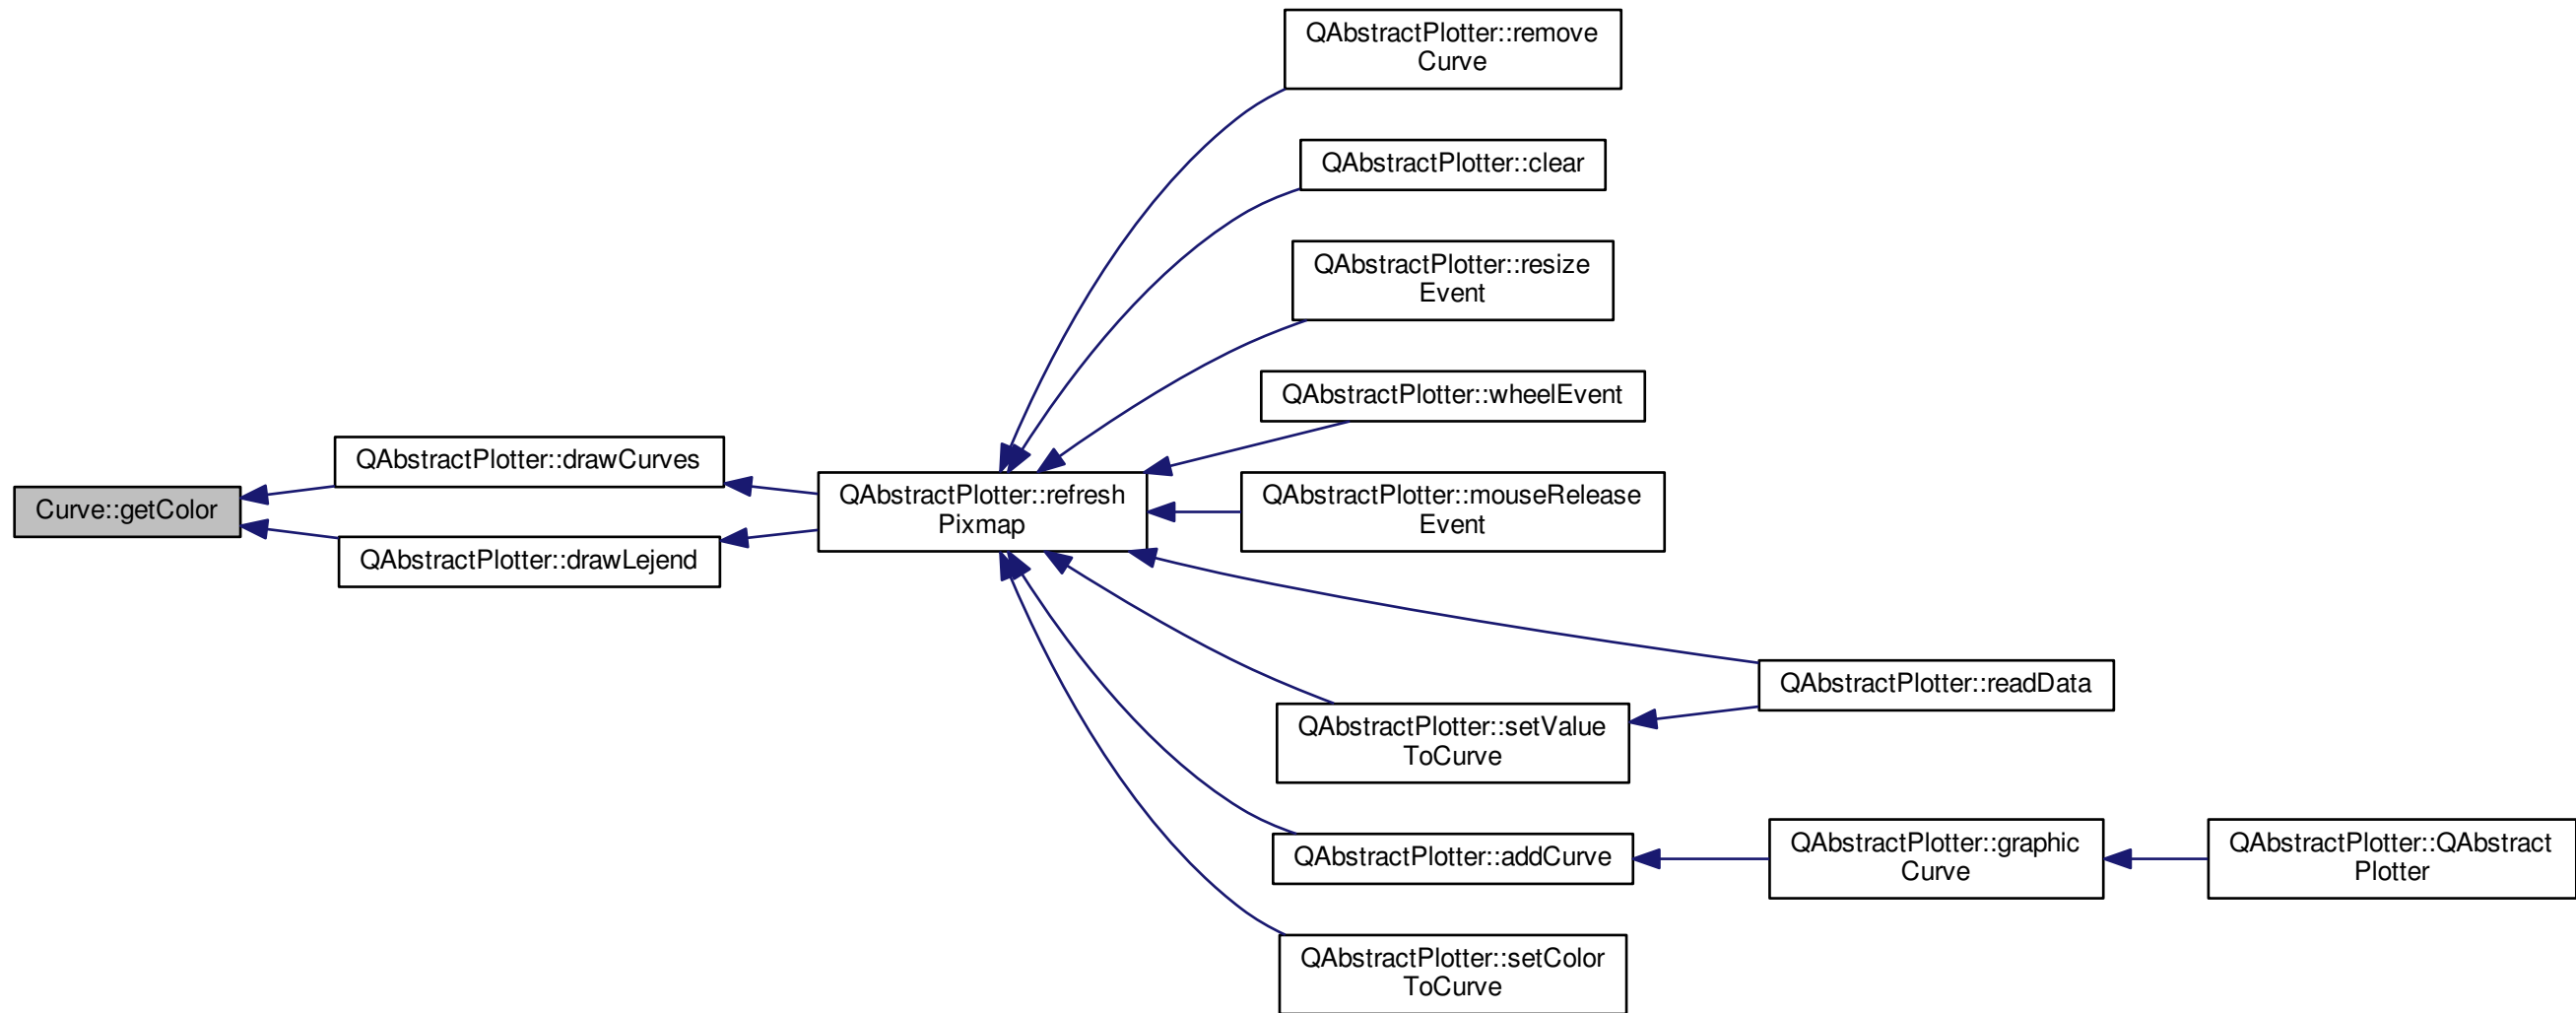 QAbstractPlotter::remove
Curve
QAbstractPlotter::clear
QAbstractPlotter::resize
Event
QAbstractPlotter::wheelEvent
QAbstractPlotter::drawCurves
Curve::getColor
QAbstractPlotter::drawLejend
QAbstractPlotter::refresh
Pixmap
QAbstractPlotter::mouseRelease
Event
QAbstractPlotter::readData
QAbstractPlotter::setValue
ToCurve
QAbstractPlotter::addCurve
QAbstractPlotter::graphic
Curve
QAbstractPlotter::QAbstract
Plotter
QAbstractPlotter::setColor
ToCurve